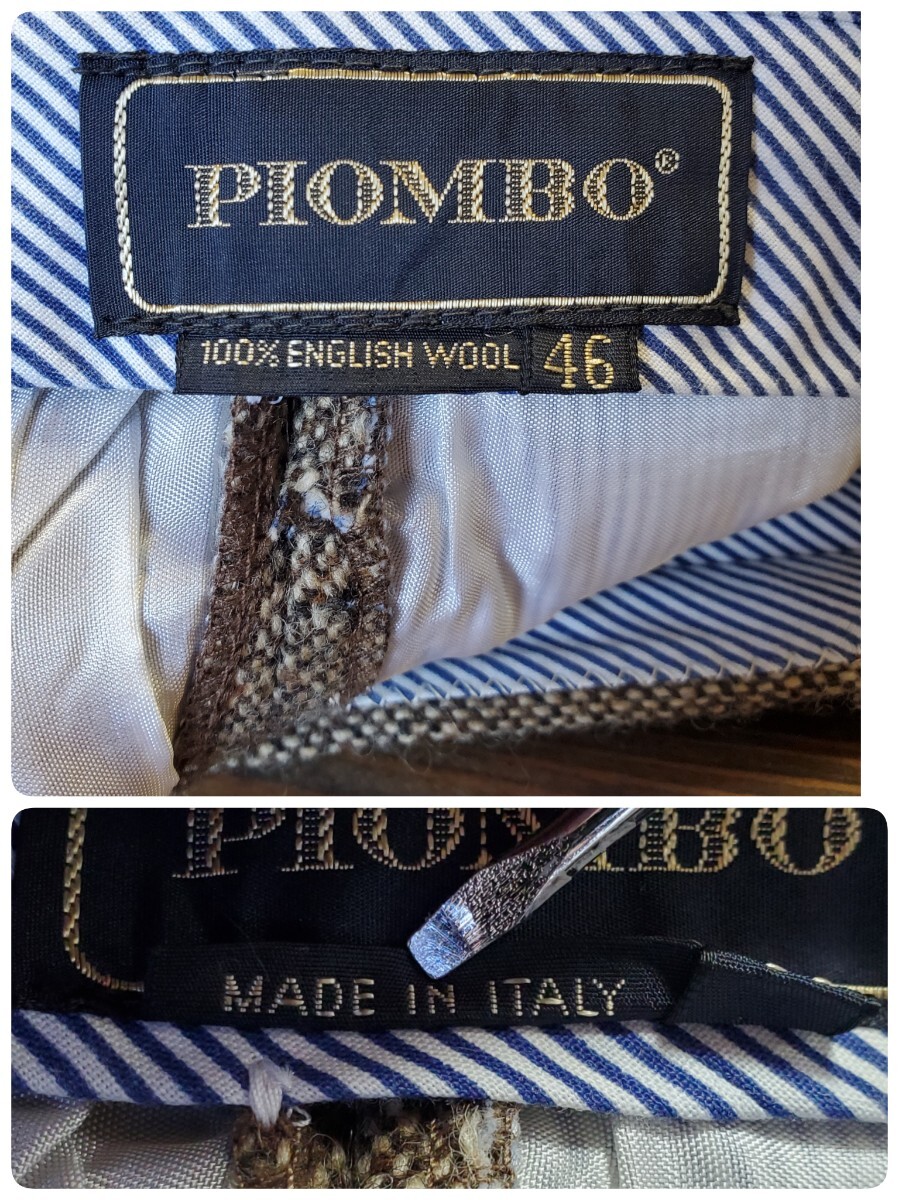 PIOMBO®
100% ENGLISH WOOL 46
PIOMBO
MADE IN ITALY